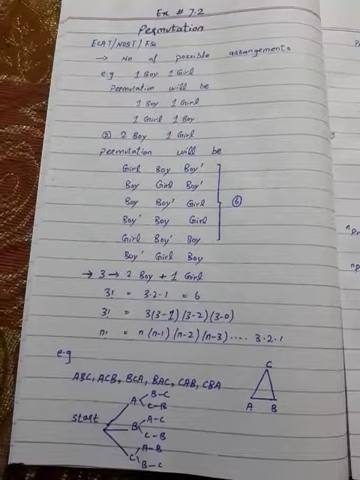 Ex # 7.2
Permutation
ECAT/NUST/FSc
→ No of possible arrangements
e.g 1 Boy 1 Girl
Permutation will be
1 Boy 1 Girl
1 Girl 1 Boy
② 2 Boy 1 Girl
Permutation will be
Girl Boy Boy'
Boy Girl Boy'
Boy Boy' Girl
Boy' Boy Girl
Girl Boy' Boy
Boy' Girl Boy
⑥
→ 3 → 2 Boy + 1 Girl
3! = 3·2·1 = 6
3! = 3(3-1)(3-2)(3-0)
n! = n(n-1)(n-2)(n-3).... 3·2·1
e.g
ABC, ACB, BCA, BAC, CAB, CBA
C
A B
Start
A B-C
C-B
B A-C
C-B
C A-B
B-C